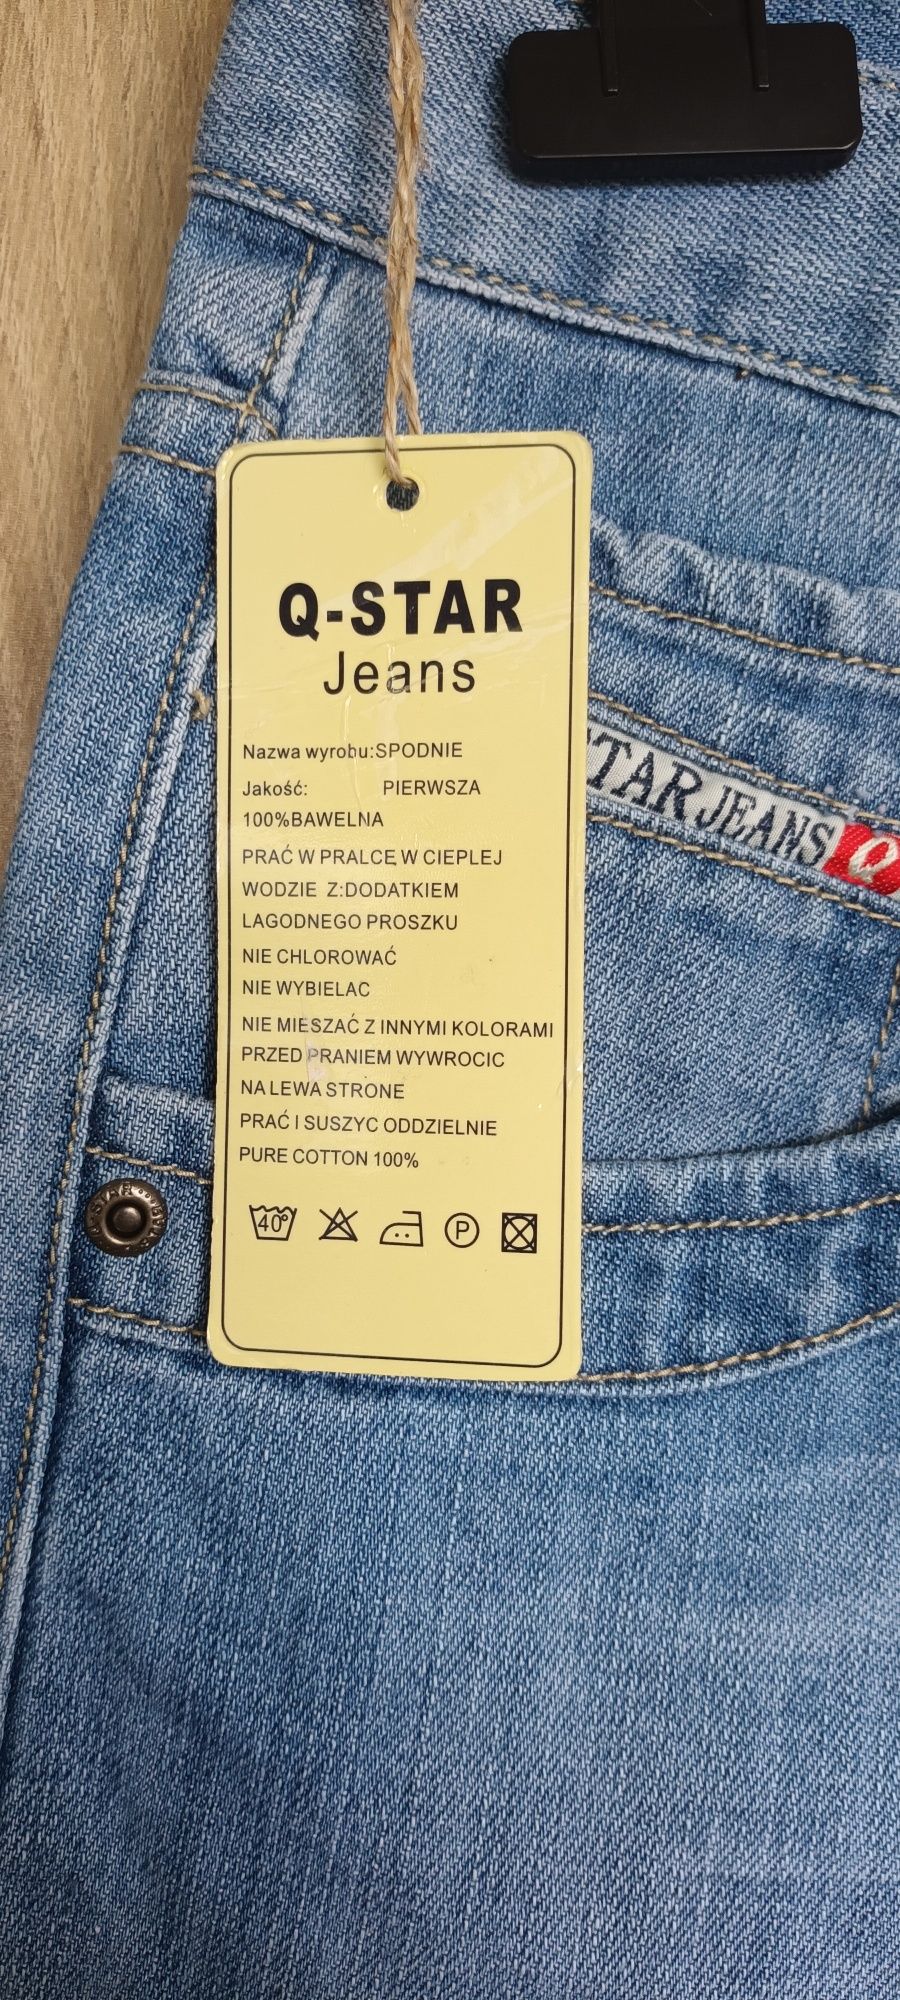 Q-STAR
Jeans
Nazwa wyrobu:SPODNIE
Jakość: PIERWSZA
100%BAWELNA
PRAĆ W PRALCE W CIEPLEJ
WODZIE Z:DODATKIEM
LAGODNEGO PROSZKU
NIE CHLOROWAĆ
NIE WYBIELAC
NIE MIESZAĆ Z INNYMI KOLORAMI
PRZED PRANIEM WYWROCIC
NA LEWA STRONE
PRAĆ I SUSZYC ODDZIELNIE
PURE COTTON 100%
40° P
TAR JEANS Q
STAR